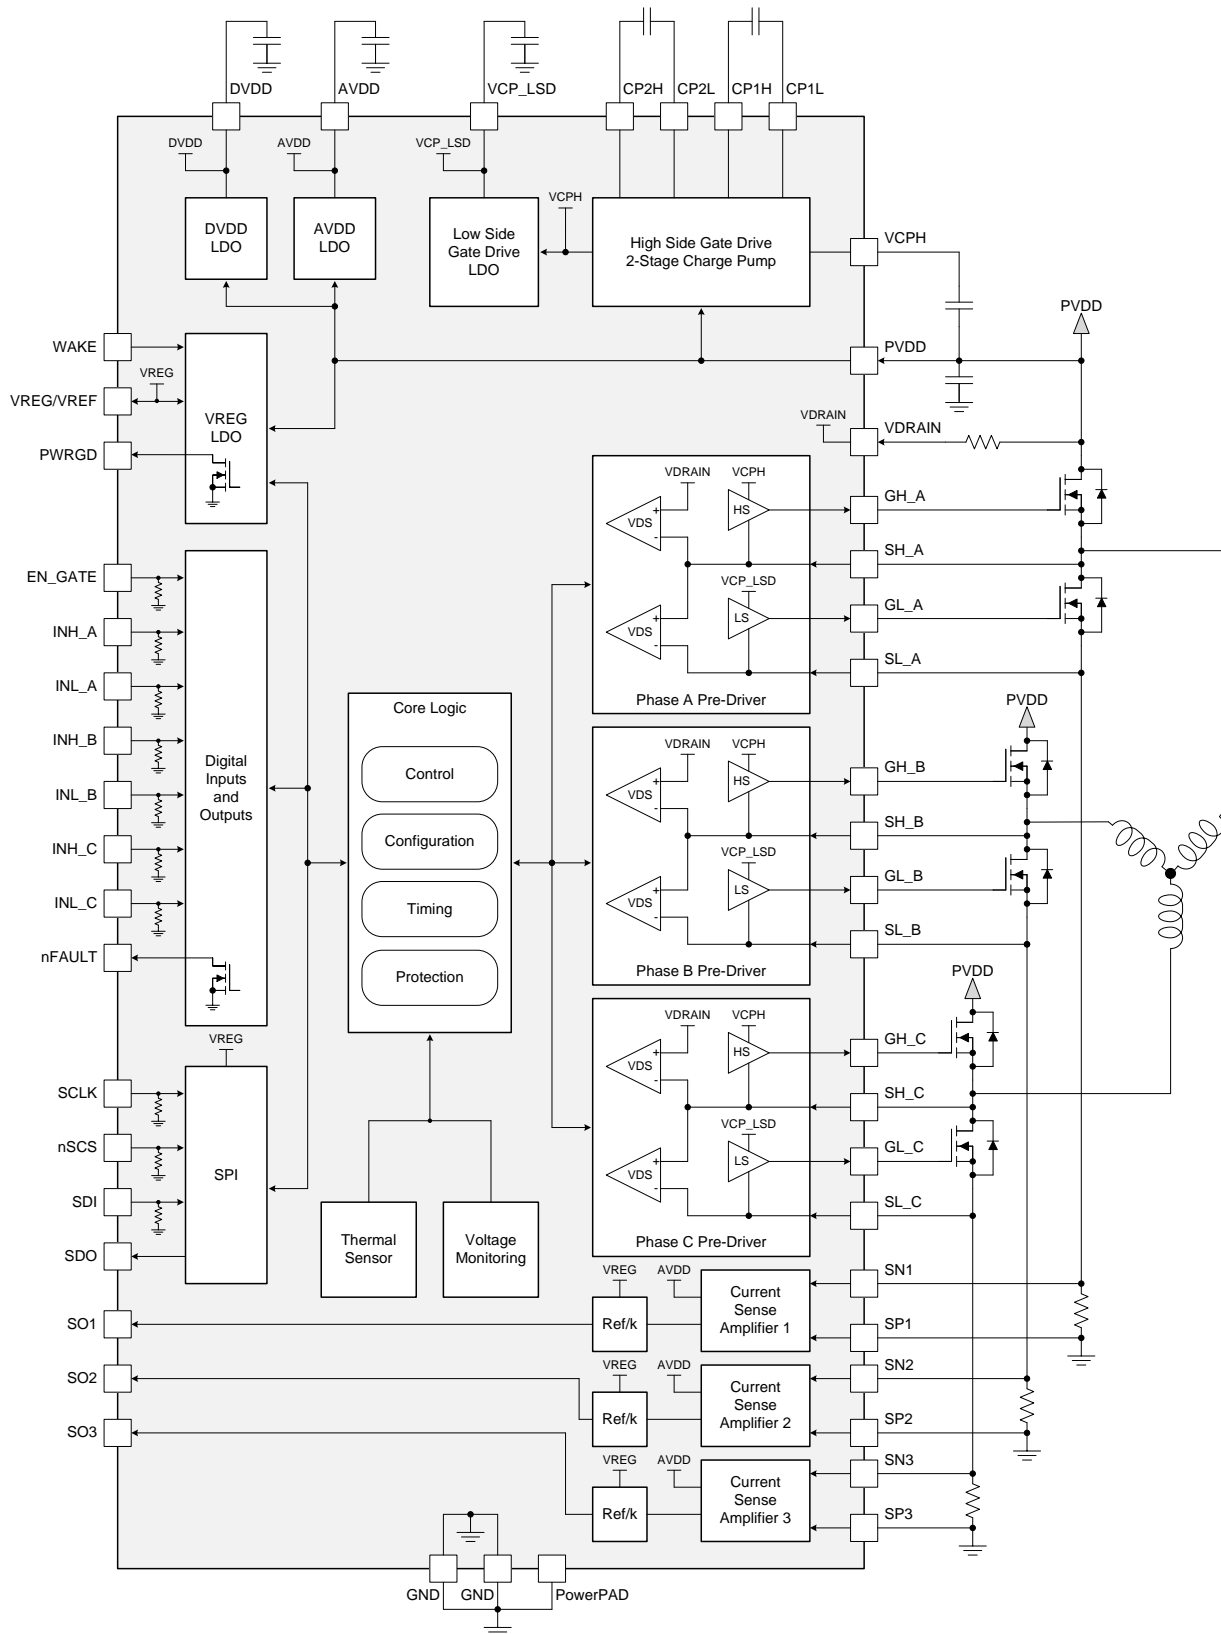 DVDD
AVDD
VCP_LSD
CP2H
CP2L
CP1H
CP1L
DVDD
AVDD
VCP_LSD
VCPH
DVDD
LDO
AVDD
LDO
Low Side
Gate Drive
LDO
High Side Gate Drive
2-Stage Charge Pump
VCPH
PVDD
WAKE
PVDD
VREG
VREG/VREF
VREG
LDO
PWRGD
VDRAIN
VDRAIN
VDRAIN
VCPH
VDS
+
-
HS
GH_A
SH_A
VCP_LSD
VDS
+
-
LS
GL_A
SL_A
Phase A Pre-Driver
EN_GATE
INH_A
INL_A
INH_B
INL_B
INH_C
INL_C
nFAULT
Digital
Inputs
and
Outputs
Core Logic
Control
Configuration
Timing
Protection
PVDD
VDRAIN
VCPH
VDS
+
-
HS
GH_B
SH_B
VCP_LSD
VDS
+
-
LS
GL_B
SL_B
Phase B Pre-Driver
PVDD
VDRAIN
VCPH
VDS
+
-
HS
GH_C
SH_C
VCP_LSD
VDS
+
-
LS
GL_C
SL_C
Phase C Pre-Driver
VREG
SCLK
nSCS
SDI
SDO
SPI
Thermal
Sensor
Voltage
Monitoring
SO1
VREG
Ref/k
AVDD
Current
Sense
Amplifier 1
SN1
SP1
SO2
VREG
Ref/k
AVDD
Current
Sense
Amplifier 2
SN2
SP2
SO3
VREG
Ref/k
AVDD
Current
Sense
Amplifier 3
SN3
SP3
GND
GND
PowerPAD